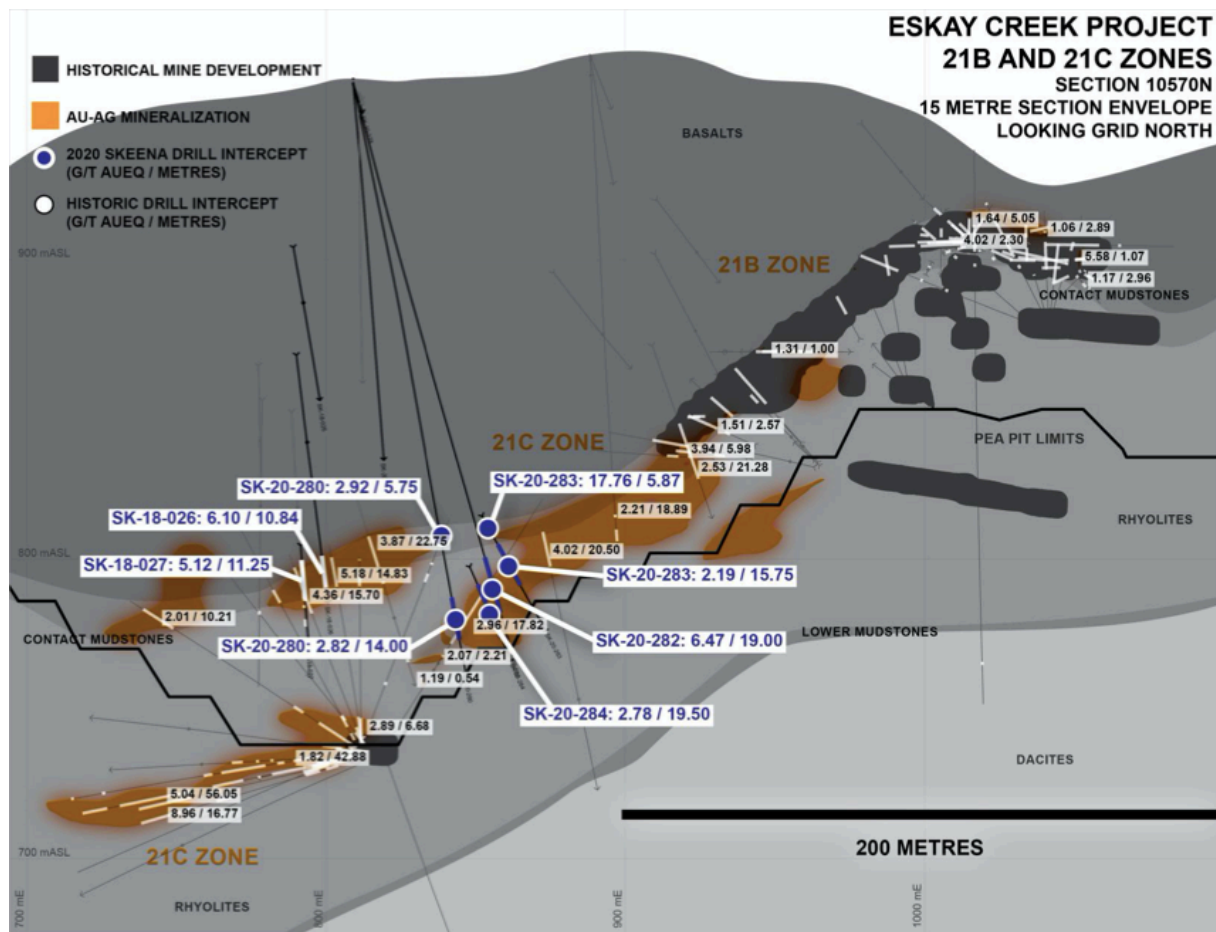 ESKAY CREEK PROJECT
21B AND 21C ZONES
SECTION 10570N
15 METRE SECTION ENVELOPE
LOOKING GRID NORTH
HISTORICAL MINE DEVELOPMENT
AU-AG MINERALIZATION
2020 SKEENA DRILL INTERCEPT
(G/T AUEQ / METRES)
HISTORIC DRILL INTERCEPT
(G/T AUEQ / METRES)
BASALTS
900 mASL
21B ZONE
1.64 / 5.05
1.06 / 2.89
4.02 / 2.30
5.58 / 1.07
1.17 / 2.96
CONTACT MUDSTONES
1.31 / 1.00
1.51 / 2.57
21C ZONE
3.94 / 5.98
2.53 / 21.28
PEA PIT LIMITS
SK-20-280: 2.92 / 5.75
SK-20-283: 17.76 / 5.87
2.21 / 18.89
SK-18-026: 6.10 / 10.84
RHYOLITES
3.87 / 22.75
4.02 / 20.50
800 mASL
SK-18-027: 5.12 / 11.25
5.18 / 14.83
SK-20-283: 2.19 / 15.75
4.36 / 15.70
2.01 / 10.21
2.96 / 17.82
CONTACT MUDSTONES
SK-20-280: 2.82 / 14.00
SK-20-282: 6.47 / 19.00
LOWER MUDSTONES
2.07 / 2.21
1.19 / 0.54
SK-20-284: 2.78 / 19.50
2.89 / 6.68
1.82 / 42.88
DACITES
5.04 / 56.05
8.96 / 16.77
200 METRES
700 mASL
21C ZONE
RHYOLITES
700 mE
800 mE
900 mE
1000 mE